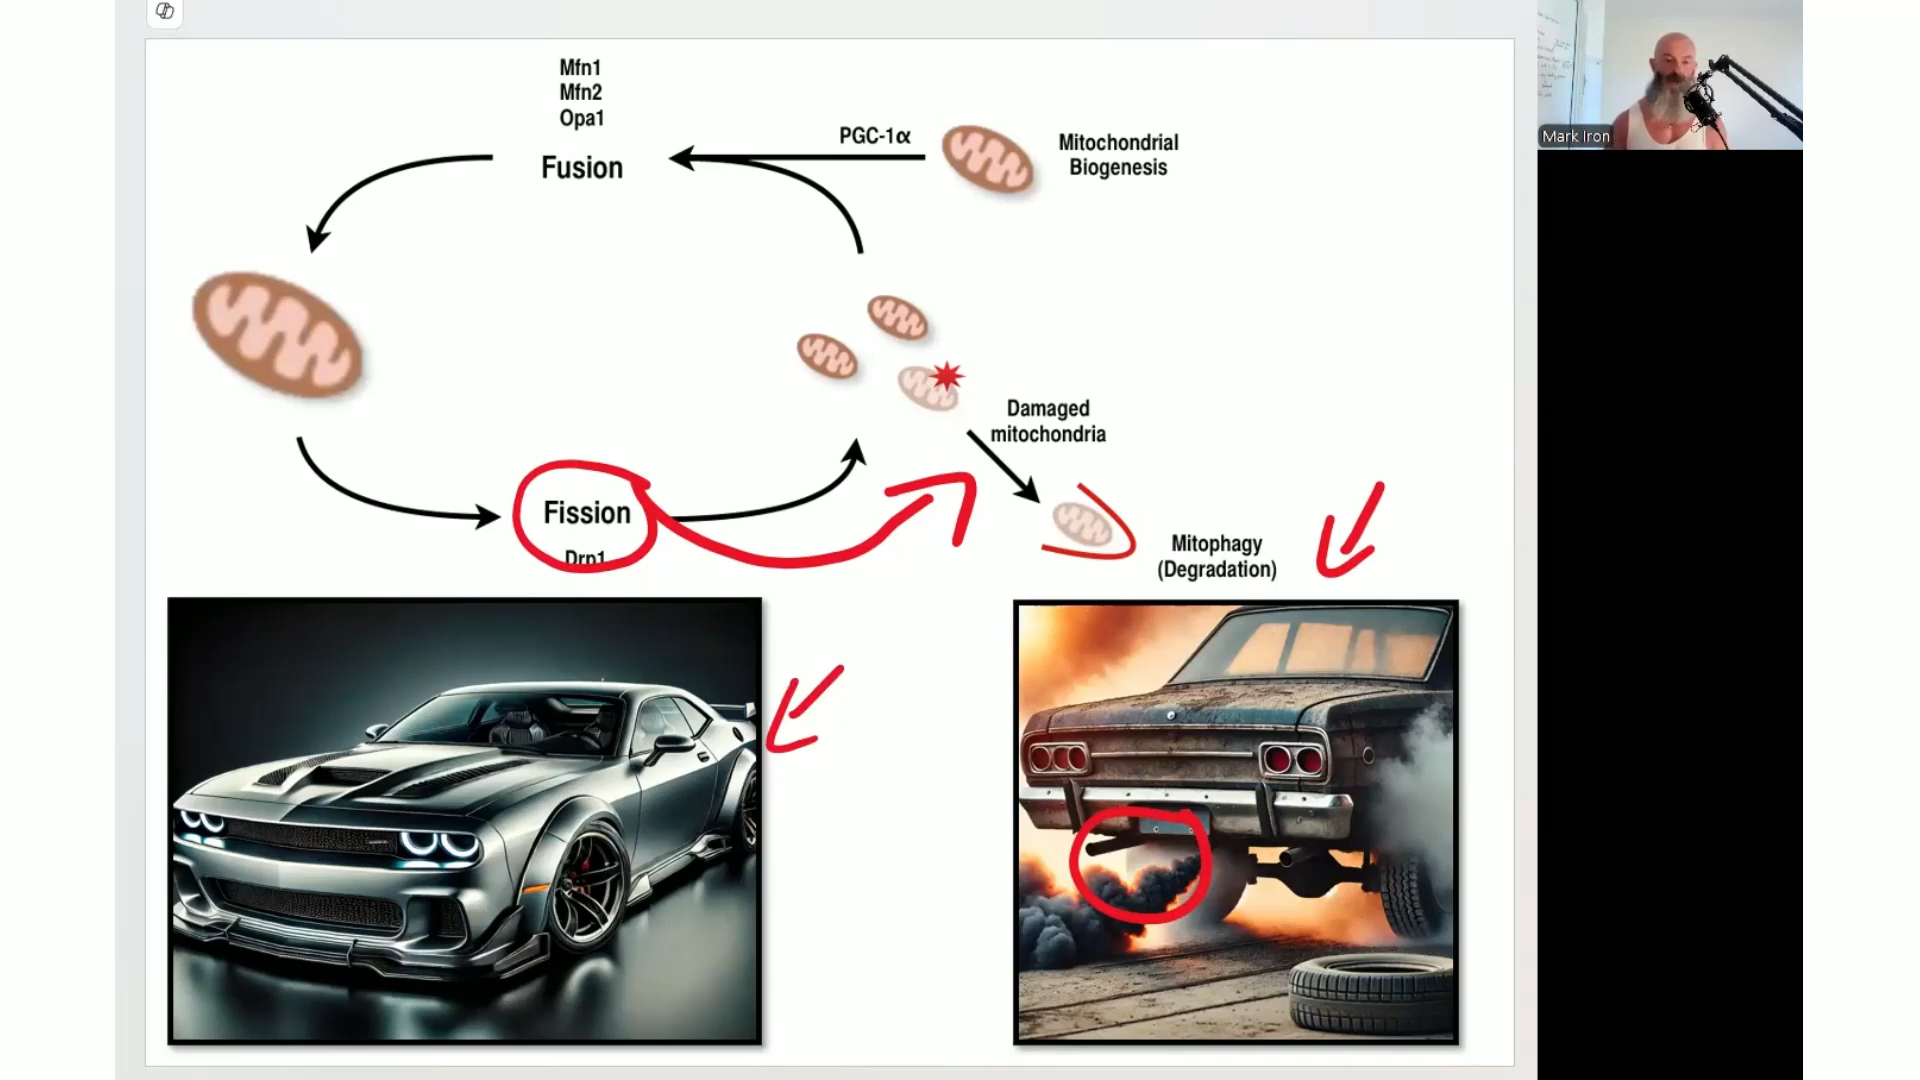 Mfn1
Mfn2
Opa1
Fusion
PGC-1α
Mitochondrial
Biogenesis
Mark Iron
Damaged
mitochondria
Fission
Drp1
Mitophagy
(Degradation)